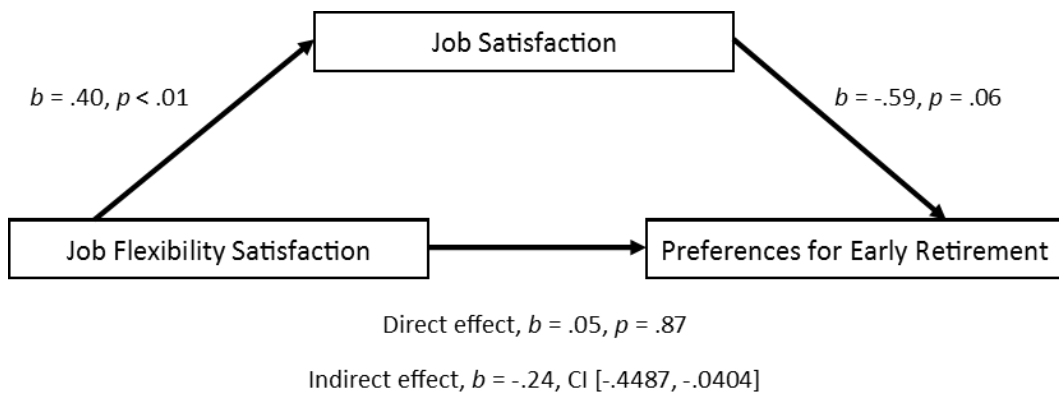 Job Satisfaction
b = .40, p < .01
b = -.59, p = .06
Job Flexibility Satisfaction
Preferences for Early Retirement
Direct effect, b = .05, p = .87
Indirect effect, b = -.24, CI [-.4487, -.0404]